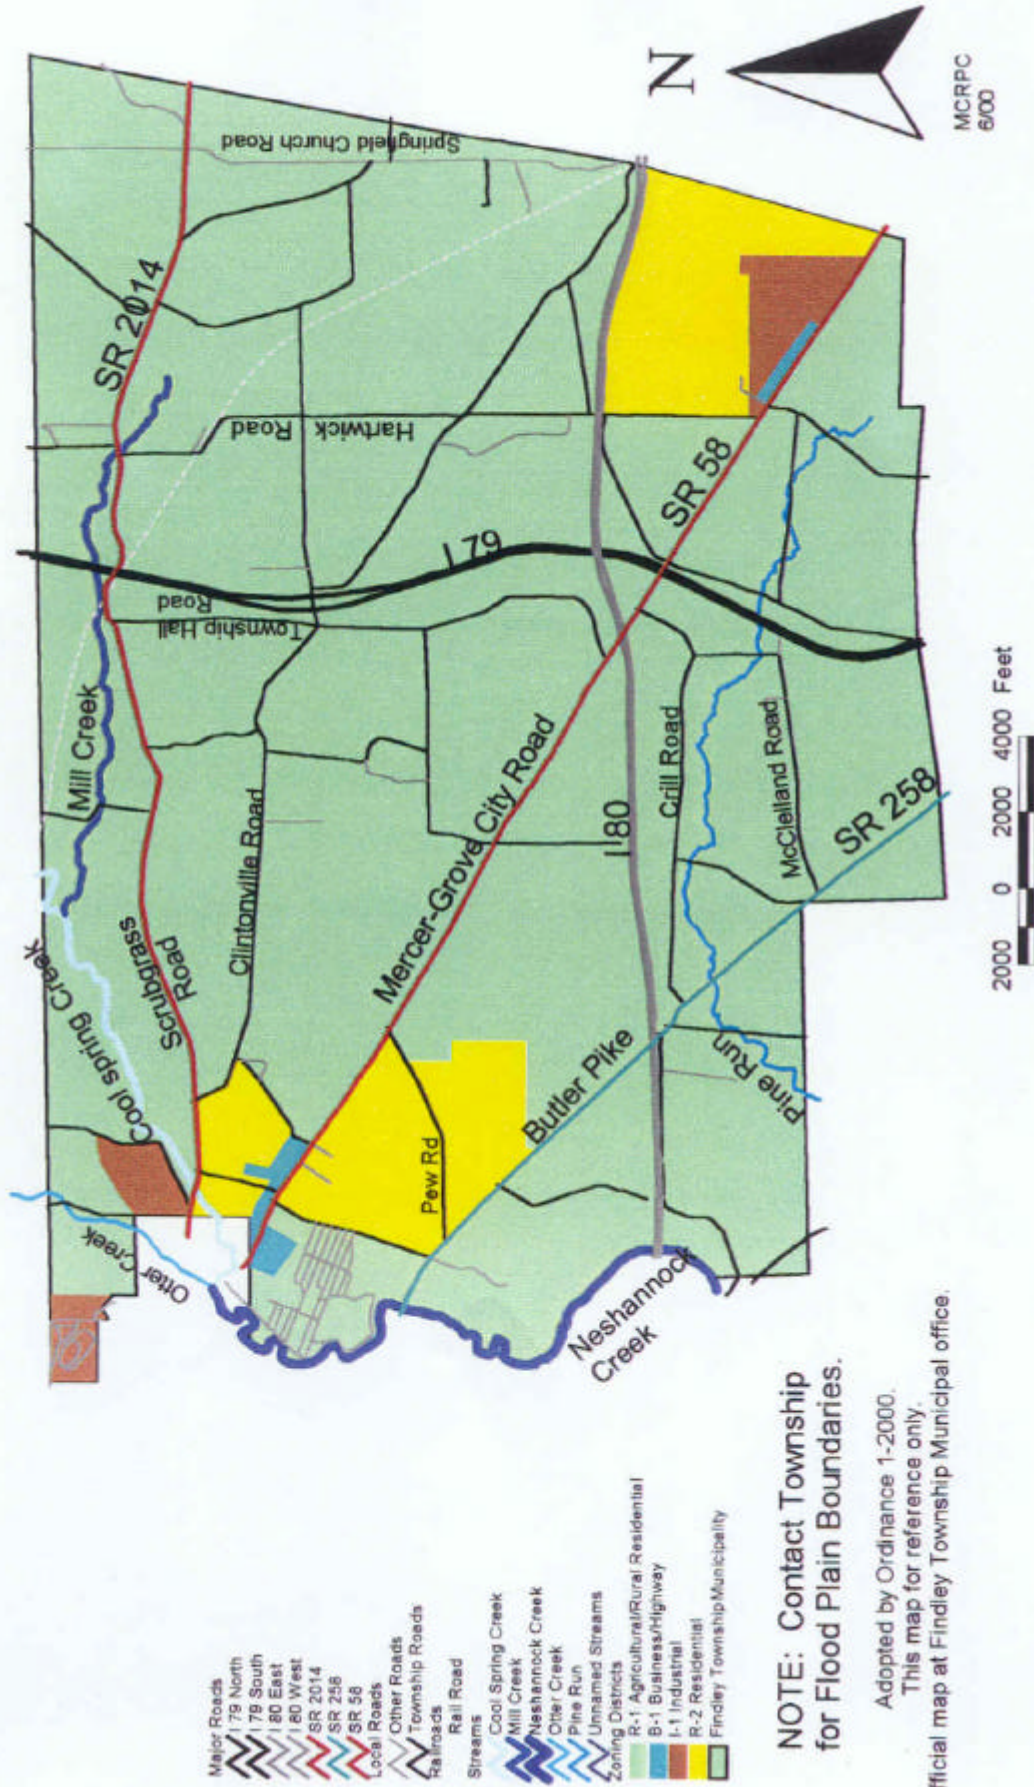 N
MCRPC
6/00
Springfield Church Road
SR 2014
Hartwick Road
I 79
Township Hall
Road
SR 58
Mill Creek
Cool spring Creek
Scrubgrass
Road
Clintonville Road
Mercer-Grove City Road
I 80
Crill Road
McClelland Road
SR 258
Butler Pike
Pine Run
Pew Rd
Otter Creek
Neshannock
Creek
2000 0 2000 4000 Feet
Major Roads
I 79 North
I 79 South
I 80 East
I 80 West
SR 2014
SR 258
SR 58
Local Roads
Other Roads
Township Roads
Railroads
Rail Road
Streams
Cool Spring Creek
Mill Creek
Neshannock Creek
Otter Creek
Pine Run
Unnamed Streams
Zoning Districts
R-1 Agricultural/Rural Residential
B-1 Business/Highway
I-1 Industrial
R-2 Residential
Findley Township Municipality
NOTE: Contact Township
for Flood Plain Boundaries.
Adopted by Ordinance 1-2000.
This map for reference only.
fficial map at Findley Township Municipal office.